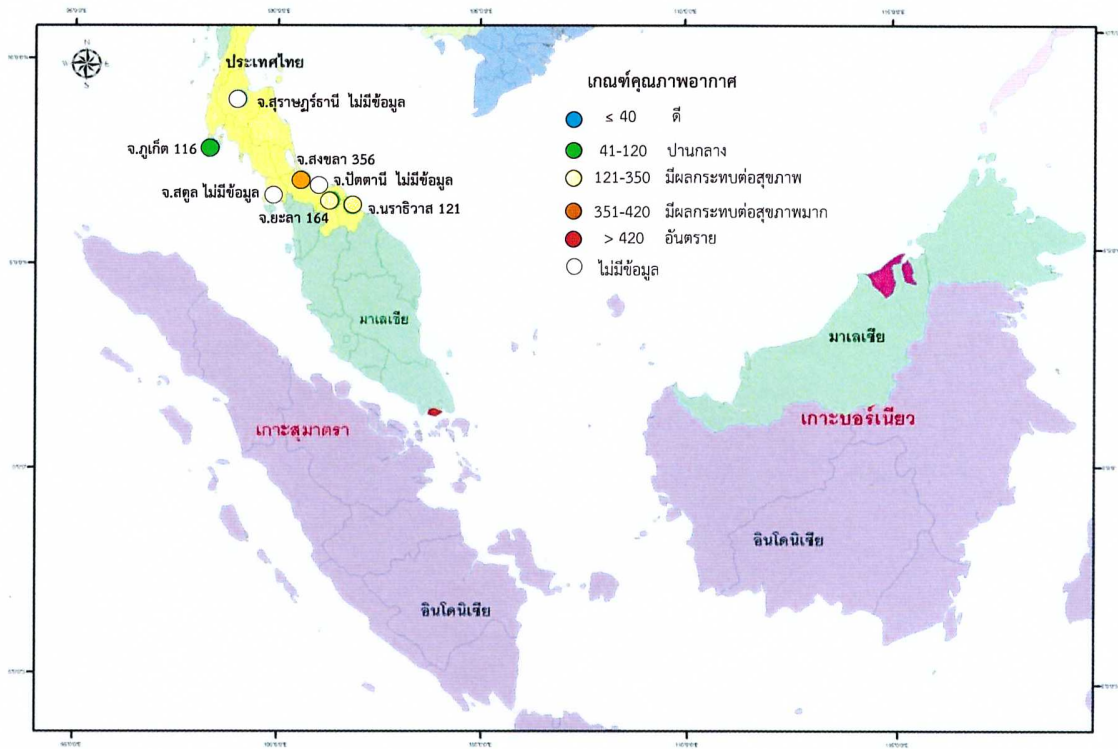 N
W E
S
ประเทศไทย
จ.สุราษฎร์ธานี ไม่มีข้อมูล
จ.ภูเก็ต 116
จ.สงขลา 356
จ.ปัตตานี ไม่มีข้อมูล
จ.สตูล ไม่มีข้อมูล
จ.ยะลา 164
จ.นราธิวาส 121
เกณฑ์คุณภาพอากาศ
≤ 40 ดี
41-120 ปานกลาง
121-350 มีผลกระทบต่อสุขภาพ
351-420 มีผลกระทบต่อสุขภาพมาก
> 420 อันตราย
ไม่มีข้อมูล
มาเลเซีย
มาเลเซีย
เกาะสุมาตรา
เกาะบอร์เนียว
อินโดนิเซีย
อินโดนิเซีย